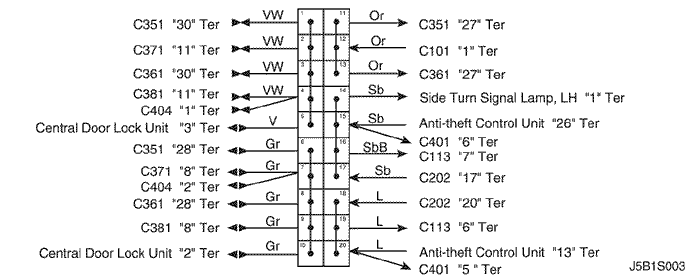 C351 "30" Ter VW 1 11 Or C351 "27" Ter
C371 "11" Ter VW 2 12 Or C101 "1" Ter
C361 "30" Ter VW 3 13 Or C361 "27" Ter
C381 "11" Ter VW 4 14 Sb Side Turn Signal Lamp, LH "1" Ter
C404 "1" Ter
Central Door Lock Unit "3" Ter V 5 15 Sb Anti-theft Control Unit "26" Ter
C401 "6" Ter
C351 "28" Ter Gr 6 16 SbB C113 "7" Ter
C371 "8" Ter Gr 7 17 Sb C202 "17" Ter
C404 "2" Ter
C361 "28" Ter Gr 8 18 L C202 "20" Ter
C381 "8" Ter Gr 9 19 L C113 "6" Ter
Central Door Lock Unit "2" Ter Gr 10 20 L Anti-theft Control Unit "13" Ter
C401 "5 " Ter
J5B1S003